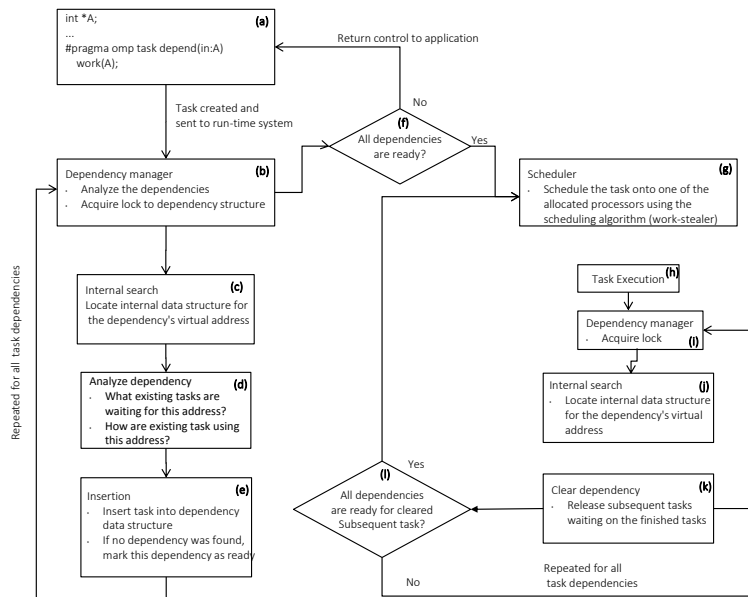 int *A;
...
#pragma omp task depend(in:A)
work(A);
(a)
Return control to application
Task created and
sent to run-time system
No
(f)
All dependencies
are ready?
Yes
Dependency manager
(b)
· Analyze the dependencies
· Acquire lock to dependency structure
Scheduler
(g)
· Schedule the task onto one of the
allocated processors using the
scheduling algorithm (work-stealer)
Internal search
(c)
Locate internal data structure for
the dependency's virtual address
(h)
Task Execution
Dependency manager
· Acquire lock
(i)
Analyze dependency
(d)
· What existing tasks are
waiting for this address?
· How are existing task using
this address?
Internal search
(j)
· Locate internal data structure
for the dependency's virtual
address
Repeated for all task dependencies
Insertion
(e)
· Insert task into dependency
data structure
· If no dependency was found,
mark this dependency as ready
Yes
(l)
All dependencies
are ready for cleared
Subsequent task?
No
Clear dependency
(k)
· Release subsequent tasks
waiting on the finished tasks
Repeated for all
task dependencies